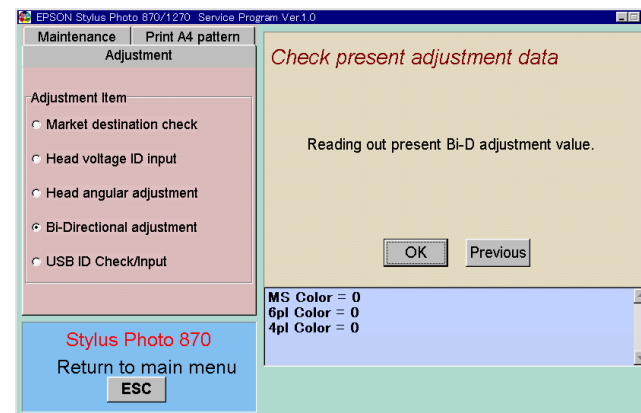 EPSON Stylus Photo 870/1270 Service Program Ver.1.0
Maintenance
Print A4 pattern
Adjustment
Adjustment Item
Market destination check
Head voltage ID input
Head angular adjustment
Bi-Directional adjustment
USB ID Check/Input
Stylus Photo 870
Return to main menu
ESC
Check present adjustment data
Reading out present Bi-D adjustment value.
OK
Previous
MS Color = 0
6pl Color = 0
4pl Color = 0